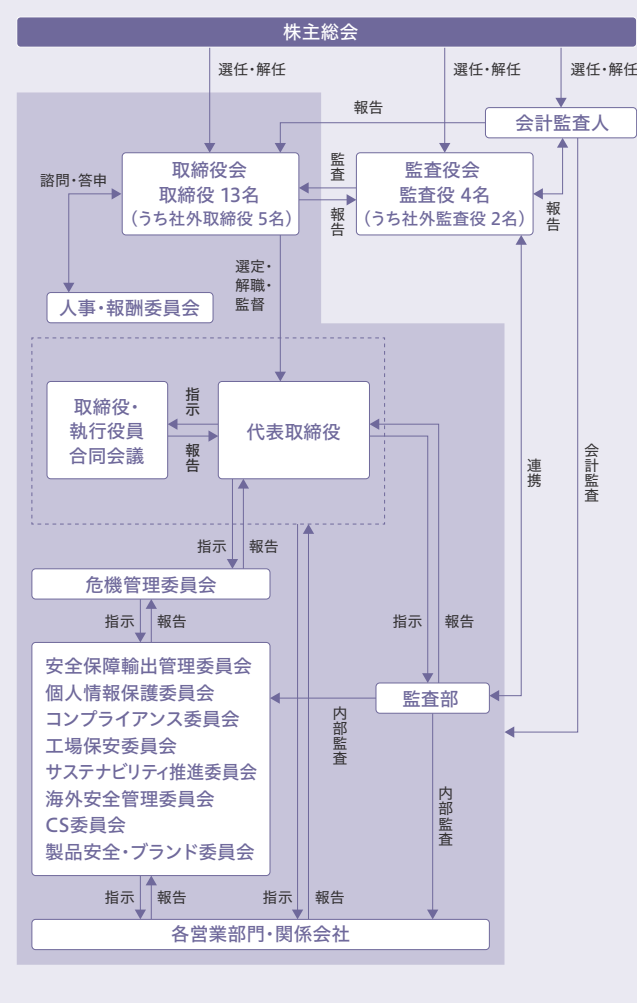 株主総会
選任・解任
選任・解任
選任・解任
報告
会計監査人
諮問・答申
取締役会
取締役 13名
（うち社外取締役 5名）
監査
報告
監査役会
監査役 4名
（うち社外監査役 2名）
報告
選定・
解職・
監督
人事・報酬委員会
取締役・
執行役員
合同会議
指示
報告
代表取締役
連携
会計監査
指示
報告
危機管理委員会
指示
報告
指示
報告
安全保障輸出管理委員会
個人情報保護委員会
コンプライアンス委員会
工場保安委員会
サステナビリティ推進委員会
海外安全管理委員会
CS委員会
製品安全・ブランド委員会
監査部
内部監査
内部監査
指示
報告
指示
報告
各営業部門・関係会社